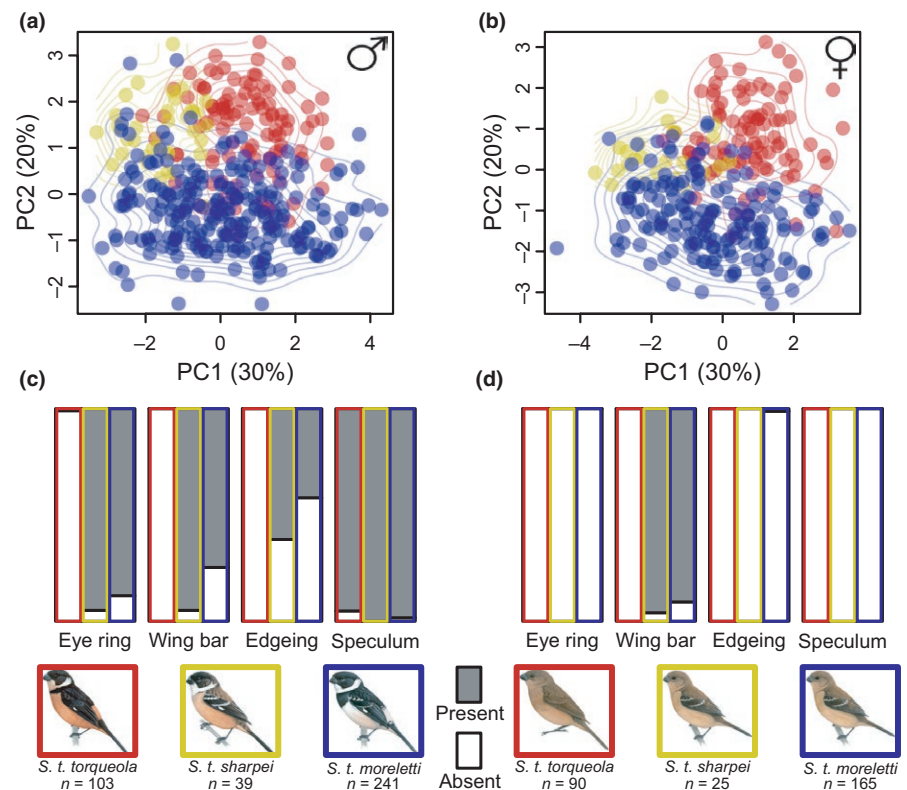 (a)
(b)
3
2
1
0
−1
−2
PC2 (20%)
♂
−2
0
2
4
PC1 (30%)
3
2
1
0
−1
−2
−3
PC2 (20%)
♀
−4
−2
0
2
PC1 (30%)
(c)
(d)
Eye ring Wing bar Edgeing Speculum
Eye ring Wing bar Edgeing Speculum
Present
Absent
S. t. torqueola
n = 103
S. t. sharpei
n = 39
S. t. moreletti
n = 241
S. t. torqueola
n = 90
S. t. sharpei
n = 25
S. t. moreletti
n = 165